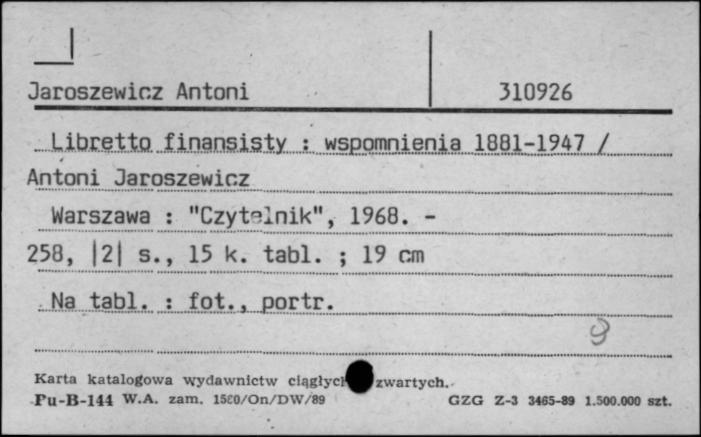 Jaroszewicz Antoni 310926
Libretto finansisty : wspomnienia 1881-1947 /
Antoni Jaroszewicz
Warszawa : "Czytelnik", 1968. -
258, |2| s., 15 k. tabl. ; 19 cm
Na tabl. : fot., portr.
Karta katalogowa wydawnictw ciągłych zwartych.
Pu-B-144 W.A. zam. /On/DW/89 GZG Z-3 3465-89 1.500.000 szt.